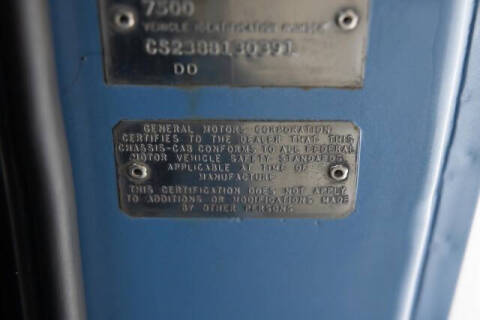 7500
VEHICLE IDENTIFICATION NUMBER
CS2388130391
DO
GENERAL MOTORS CORPORATION
CERTIFIES TO THE DEALER THAT THIS
CHASSIS-CAB CONFORMS TO ALL FEDERAL
MOTOR VEHICLE SAFETY STANDARDS
APPLICABLE AT TIME OF
MANUFACTURE
THIS CERTIFICATION DOES NOT APPLY
TO ADDITIONS OR MODIFICATIONS MADE
BY OTHER PERSONS